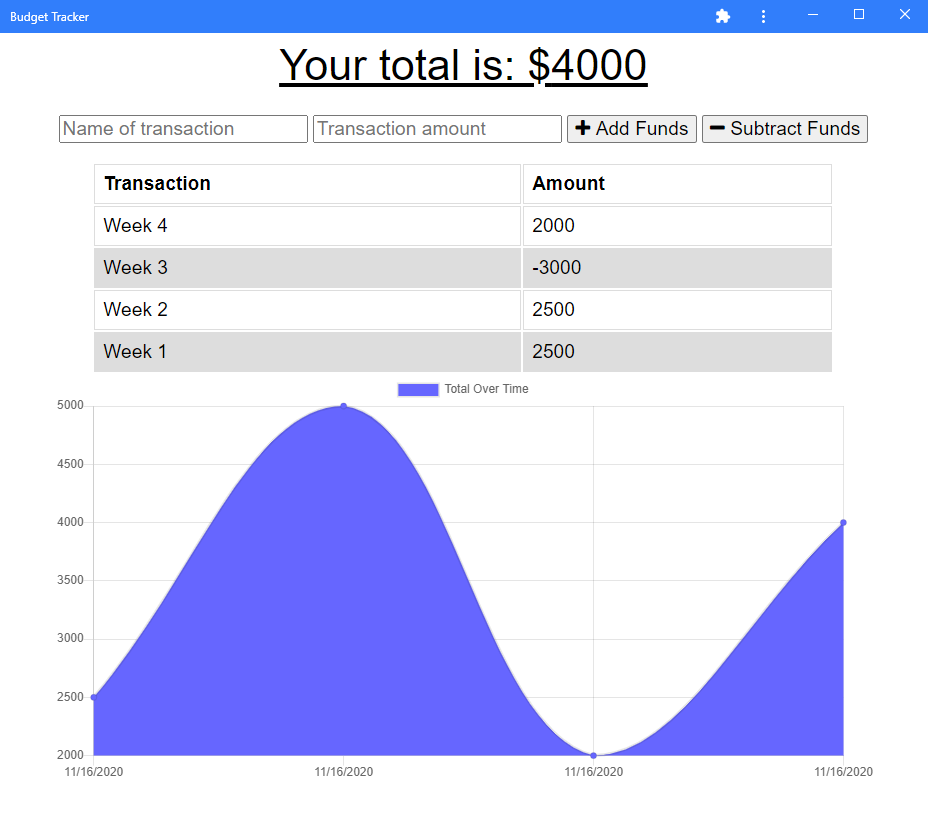 Budget Tracker
Your total is: $4000
Name of transaction Transaction amount Add Funds Subtract Funds
Transaction Amount
Week 4 2000
Week 3 -3000
Week 2 2500
Week 1 2500
Total Over Time
5000
4500
4000
3500
3000
2500
2000
11/16/2020 11/16/2020 11/16/2020 11/16/2020